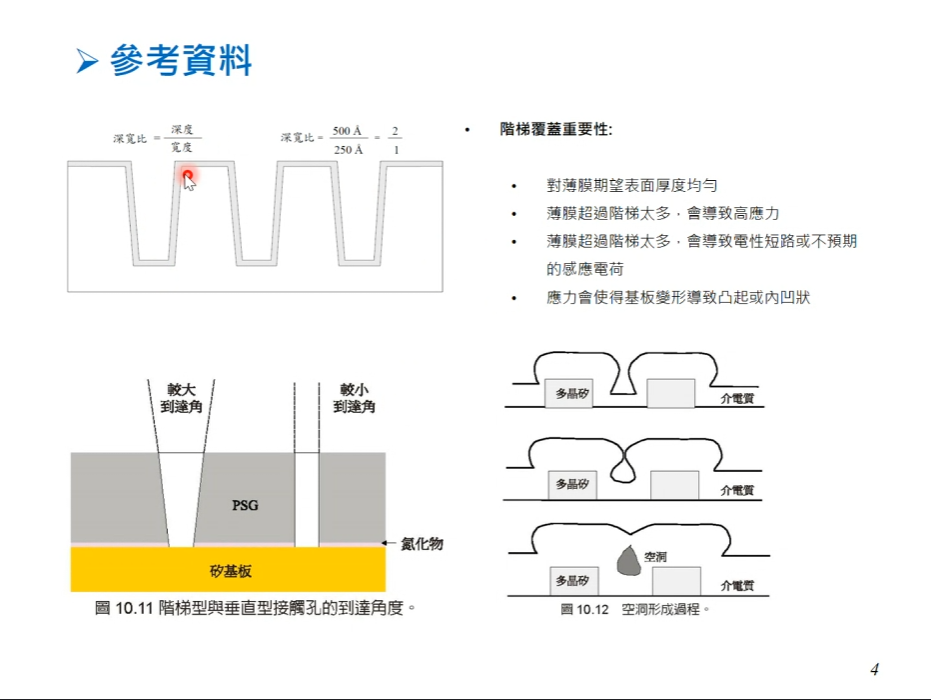 參考資料
深寬比 = 深度 / 寬度
深寬比 = 500 Å / 250 Å = 2 / 1
• 階梯覆蓋重要性:
• 對薄膜期望表面厚度均勻
• 薄膜超過階梯太多，會導致高應力
• 薄膜超過階梯太多，會導致電性短路或不預期
的感應電荷
• 應力會使得基板變形導致凸起或內凹狀
較大
到達角
較小
到達角
PSG
氮化物
矽基板
圖 10.11 階梯型與垂直型接觸孔的到達角度。
多晶矽
介電質
多晶矽
介電質
空洞
多晶矽
介電質
圖 10.12 空洞形成過程。
4